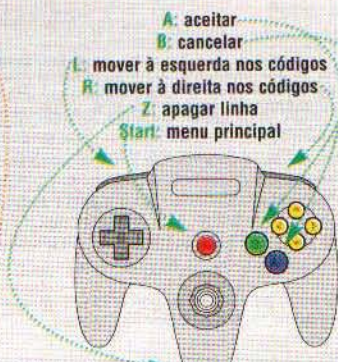 A: aceitar
B: cancelar
L: mover à esquerda nos códigos
R: mover à direita nos códigos
Z: apagar linha
Start: menu principal